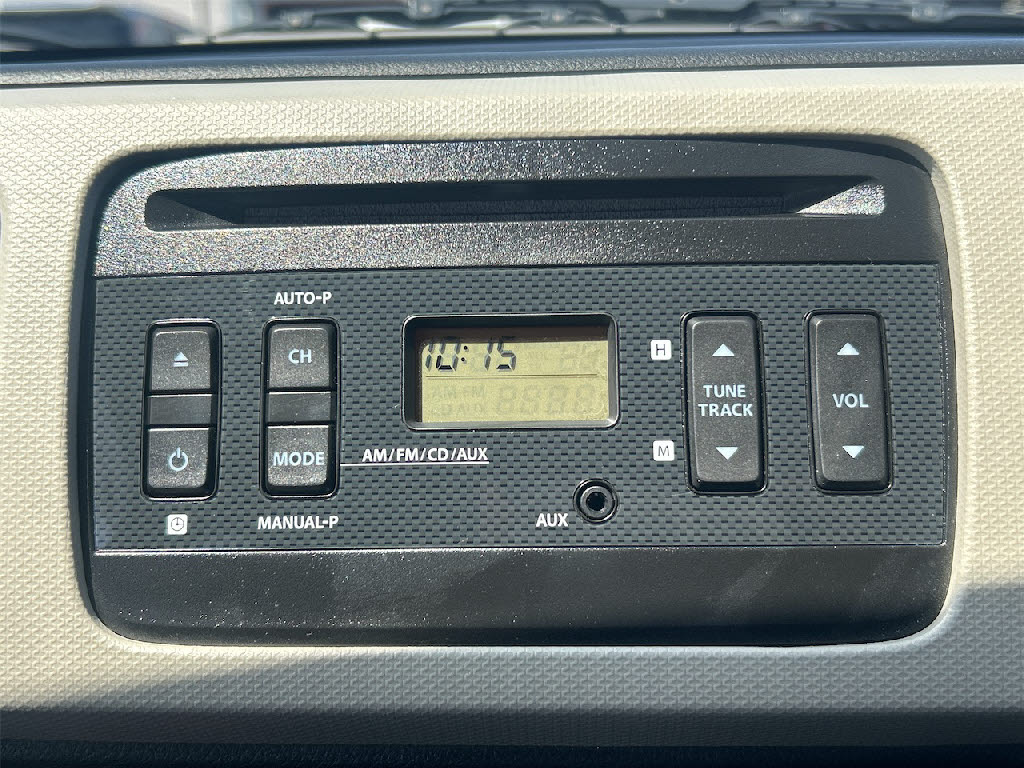 AUTO-P
CH
MODE
AM/FM/CD/AUX
MANUAL-P
10:15
AUX
H
M
TUNE
TRACK
VOL